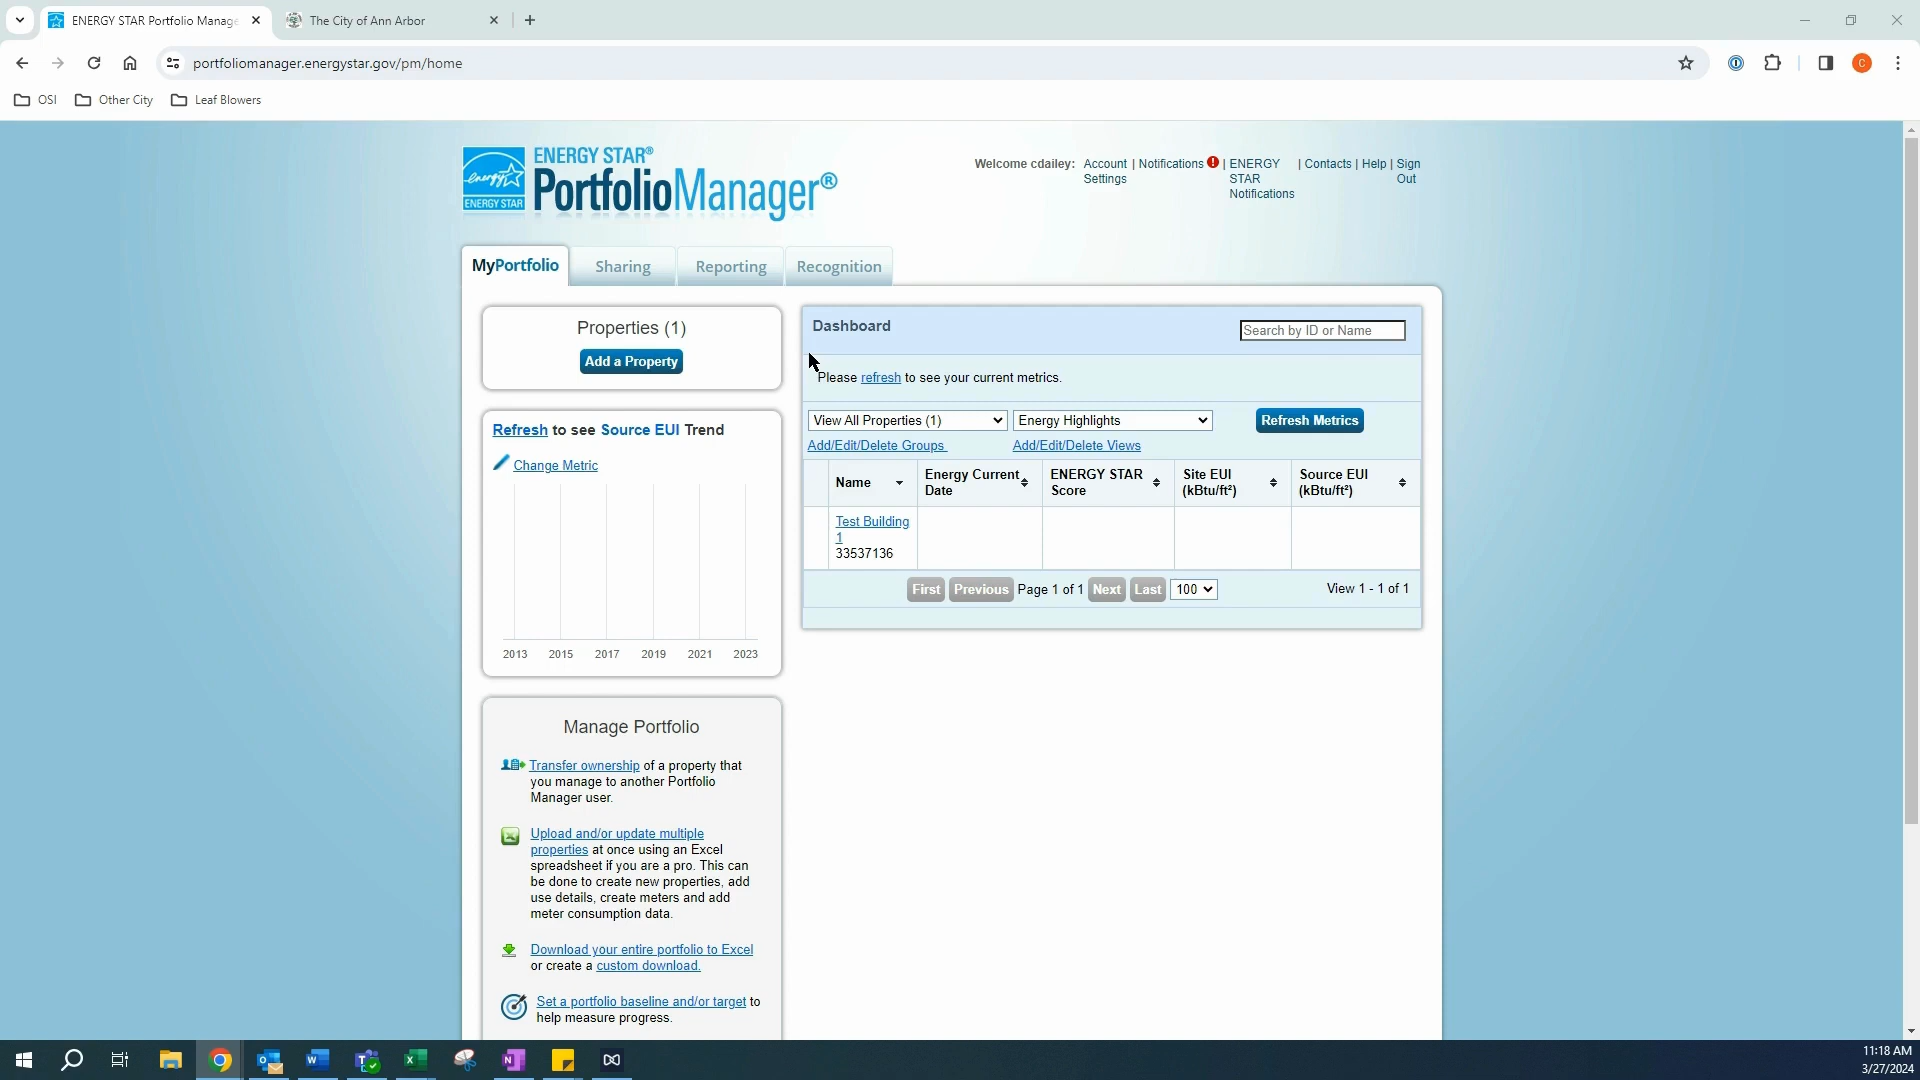 ENERGY STAR Portfolio Manage
The City of Ann Arbor
portfoliomanager.energystar.gov/pm/home
C
OSI
Other City
Leaf Blowers
energy
ENERGY STAR
ENERGY STAR®
PortfolioManager®
Welcome cdailey: Account Settings | Notifications | ENERGY STAR Notifications | Contacts | Help | Sign Out
MyPortfolio
Sharing
Reporting
Recognition
Properties (1)
Add a Property
Refresh to see Source EUI Trend
Change Metric
2013 2015 2017 2019 2021 2023
Manage Portfolio
Transfer ownership of a property that
you manage to another Portfolio
Manager user.
Upload and/or update multiple
properties at once using an Excel
spreadsheet if you are a pro. This can
be done to create new properties, add
use details, create meters and add
meter consumption data.
Download your entire portfolio to Excel
or create a custom download.
Set a portfolio baseline and/or target to
help measure progress.
Dashboard
Search by ID or Name
Please refresh to see your current metrics.
View All Properties (1)
Energy Highlights
Refresh Metrics
Add/Edit/Delete Groups
Add/Edit/Delete Views
Name
Energy Current Date
ENERGY STAR Score
Site EUI (kBtu/ft²)
Source EUI (kBtu/ft²)
Test Building
1
33537136
First Previous Page 1 of 1 Next Last 100
View 1 - 1 of 1
11:18 AM
3/27/2024